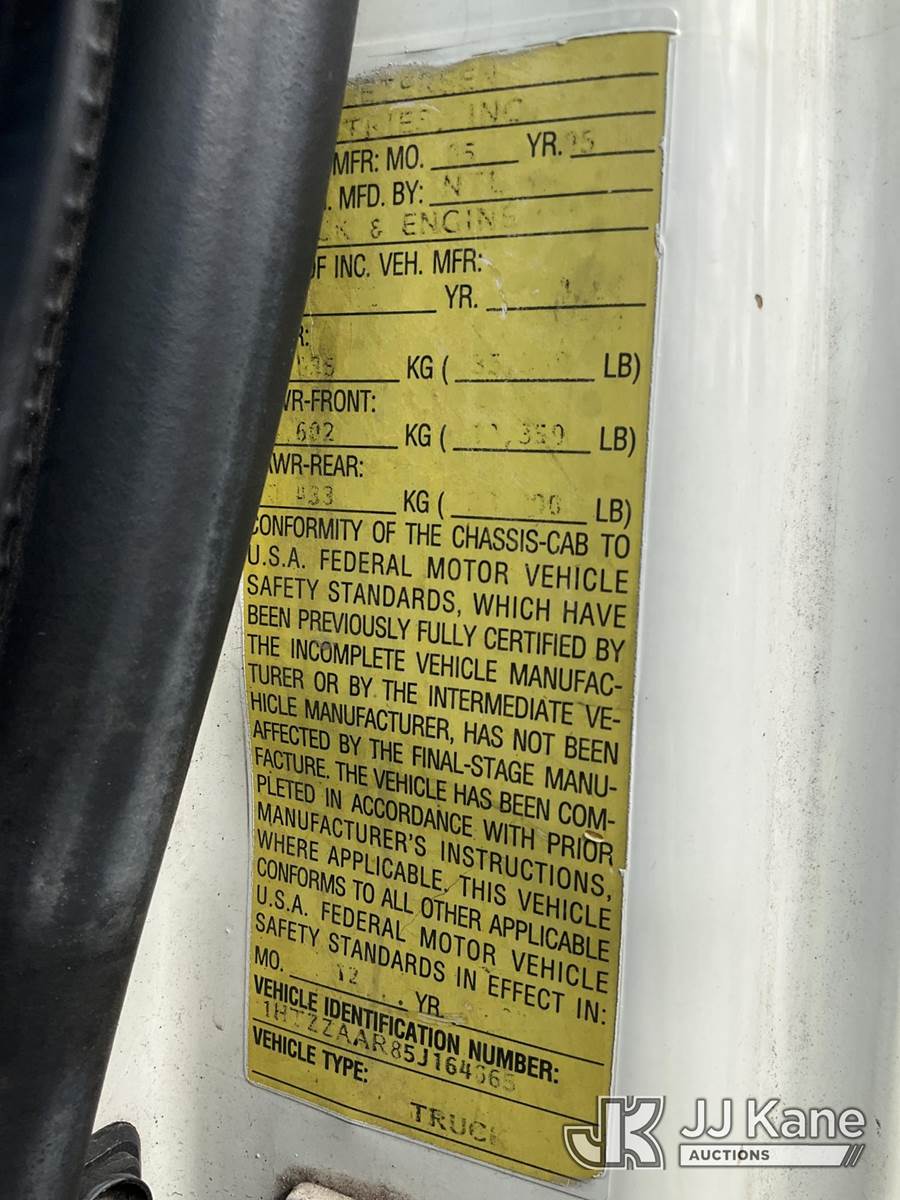 INC
MFR: MO. 05 YR. 05
MFD. BY:
& ENGINE
OF INC. VEH. MFR:
YR.
KG ( LB)
FRONT:
KG ( LB)
REAR:
KG ( LB)
CONFORMITY OF THE CHASSIS-CAB TO
U.S.A. FEDERAL MOTOR VEHICLE
SAFETY STANDARDS, WHICH HAVE
BEEN PREVIOUSLY FULLY CERTIFIED BY
THE INCOMPLETE VEHICLE MANUFAC-
TURER OR BY THE INTERMEDIATE VE-
HICLE MANUFACTURER, HAS NOT BEEN
AFFECTED BY THE FINAL-STAGE MANU-
FACTURE. THE VEHICLE HAS BEEN COM-
PLETED IN ACCORDANCE WITH PRIOR
MANUFACTURER'S INSTRUCTIONS,
WHERE APPLICABLE. THIS VEHICLE
CONFORMS TO ALL OTHER APPLICABLE
U.S.A. FEDERAL MOTOR VEHICLE
SAFETY STANDARDS IN EFFECT IN:
MO. 12 YR.
VEHICLE IDENTIFICATION NUMBER:
VEHICLE TYPE:
TRUCK
JK JJ Kane
AUCTIONS